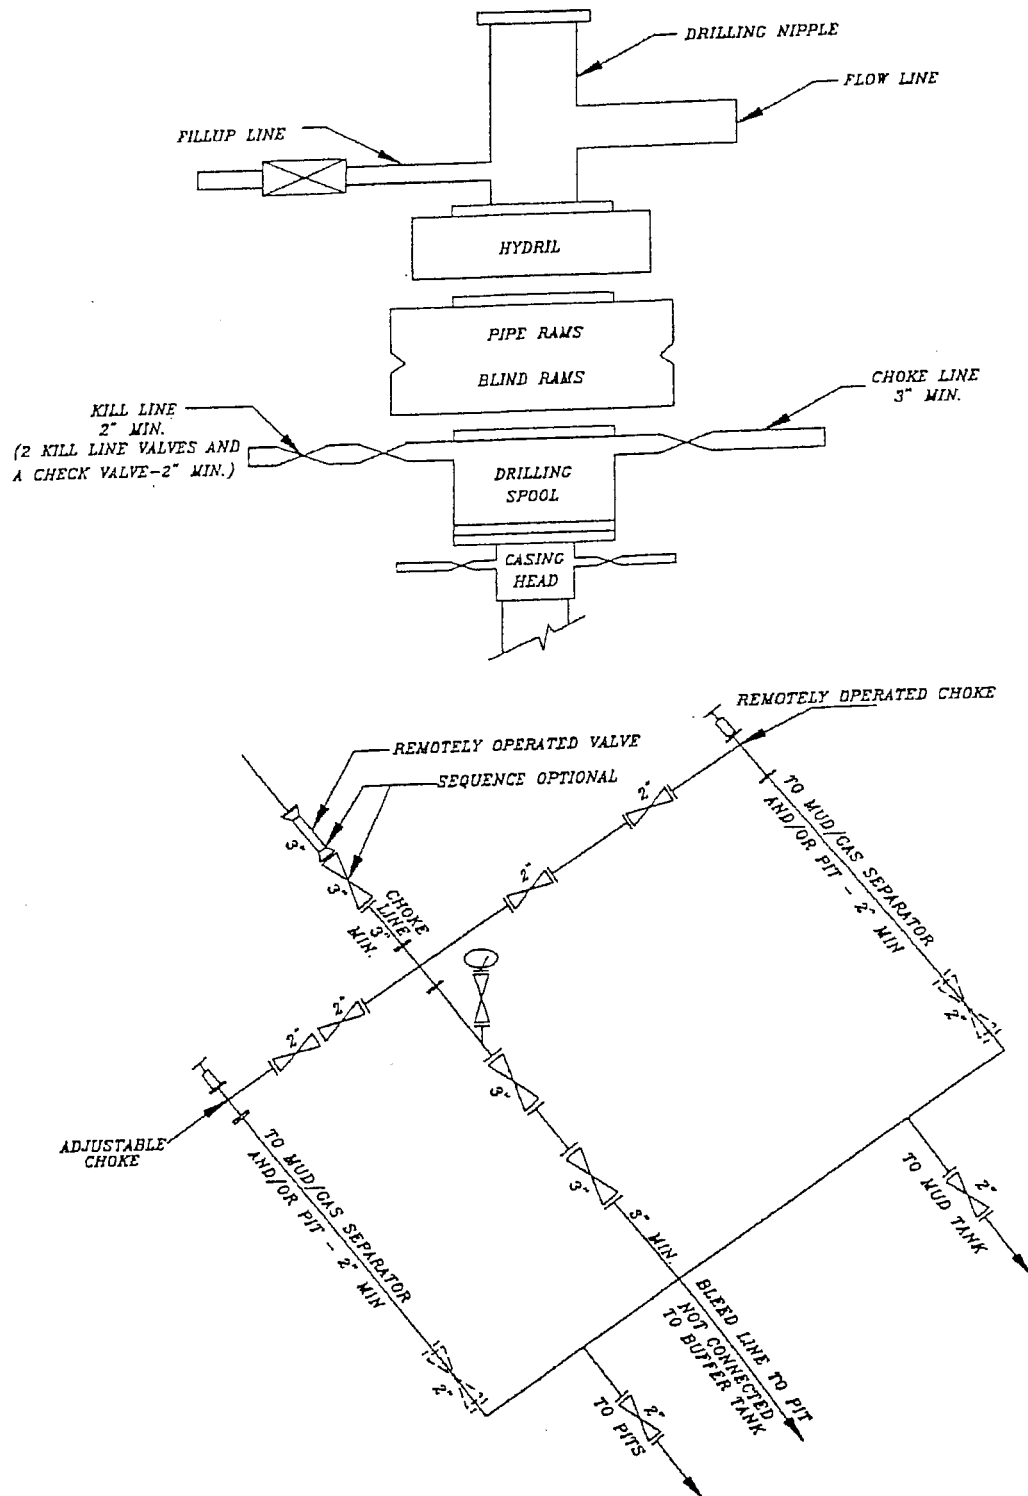 DRILLING NIPPLE
FLOW LINE
FILLUP LINE
HYDRIL
PIPE RAMS
BLIND RAMS
CHOKE LINE
3" MIN.
KILL LINE
2" MIN.
(2 KILL LINE VALVES AND
A CHECK VALVE-2" MIN.)
DRILLING
SPOOL
CASING
HEAD
REMOTELY OPERATED CHOKE
REMOTELY OPERATED VALVE
SEQUENCE OPTIONAL
3"
3"
CHOKE
LINE
3"
MIN.
2"
2"
TO MUD/GAS SEPARATOR
AND/OR PIT - 2" MIN
2"
2"
2"
3"
3"
3" MIN.
2"
TO MUD TANK
ADJUSTABLE
CHOKE
TO MUD/GAS SEPARATOR
AND/OR PIT - 2" MIN
2"
BLEED LINE TO PIT
NOT CONNECTED
TO BUFFER TANK
2"
TO PITS